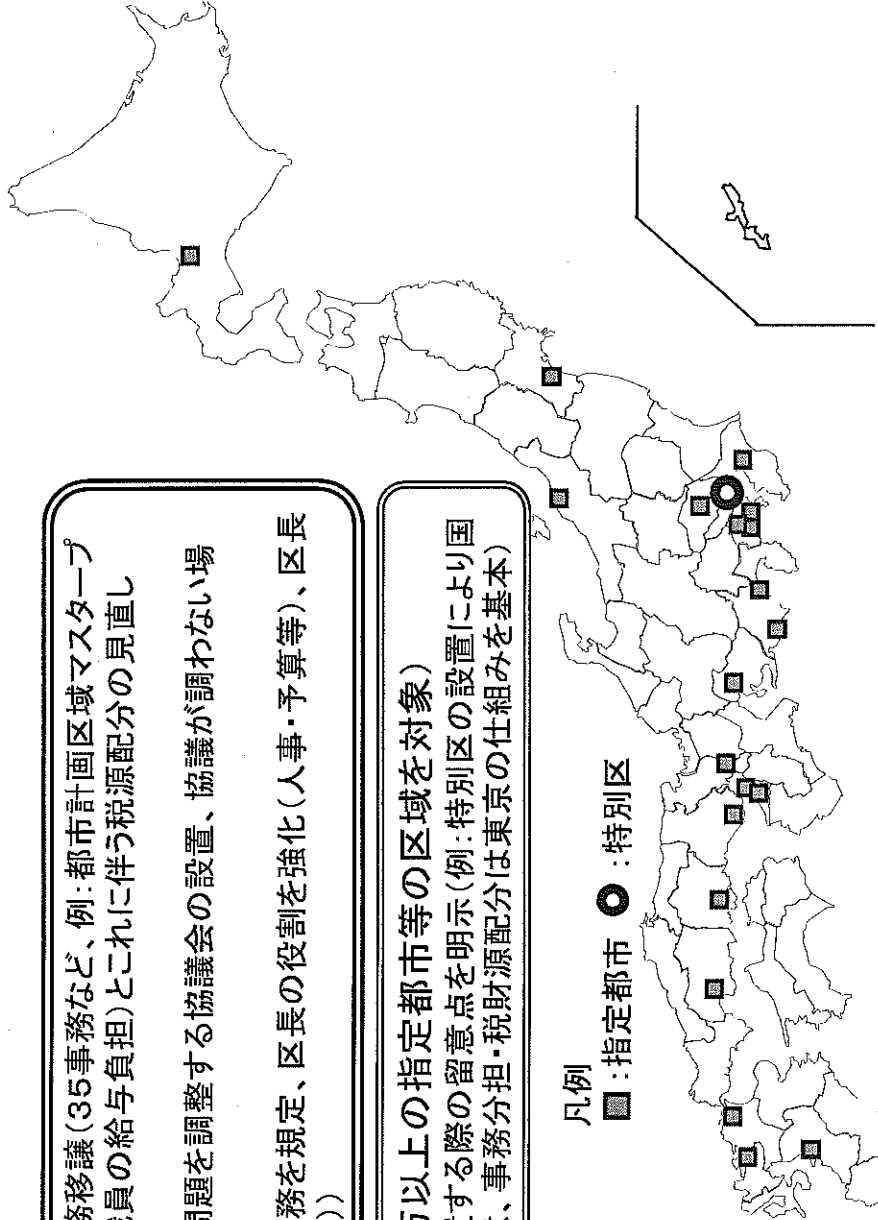 務移譲(35事務など、例:都市計画区域マスタープ
職員の給与負担)とこれに伴う税源配分の見直し
問題を調整する協議会の設置、協議が調わない場
務を規定、区長の役割を強化(人事・予算等)、区長
))
万以上の指定都市等の区域を対象)
置する際の留意点を明示(例:特別区の設置により国
、事務分担・税財源配分は東京の仕組みを基本)
凡例
:指定都市 :特別区